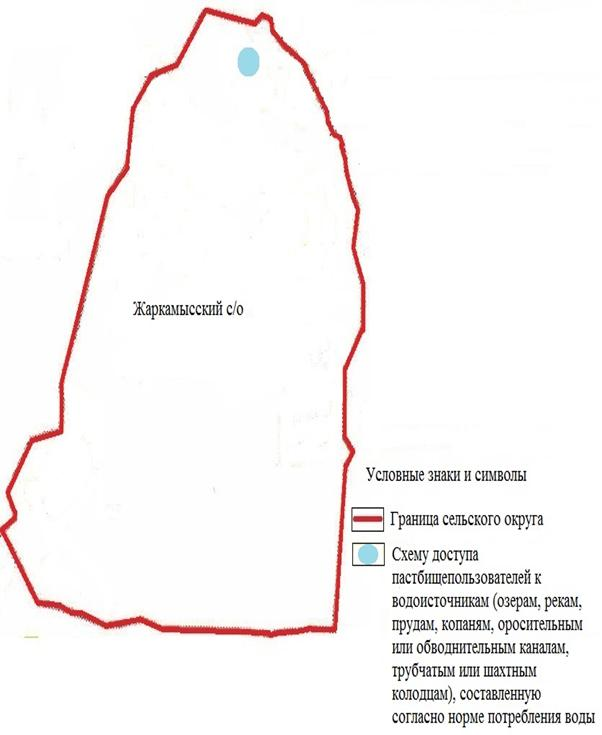 Жаркамысский с/о
Условные знаки и символы
Граница сельского округа
Схему доступа
пастбищепользователей к
водоисточникам (озерам, рекам,
прудам, копаням, оросительным
или обводнительным каналам,
трубчатым или шахтным
колодцам), составленную
согласно норме потребления воды